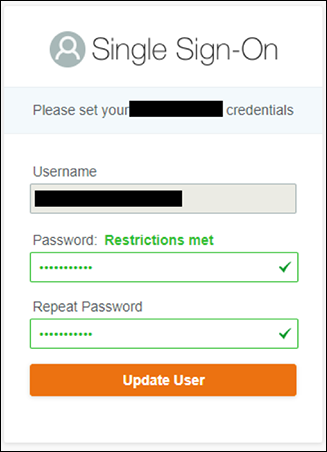 Single Sign-On
Please set your credentials
Username
Password: Restrictions met
•••••••••••
Repeat Password
•••••••••••
Update User